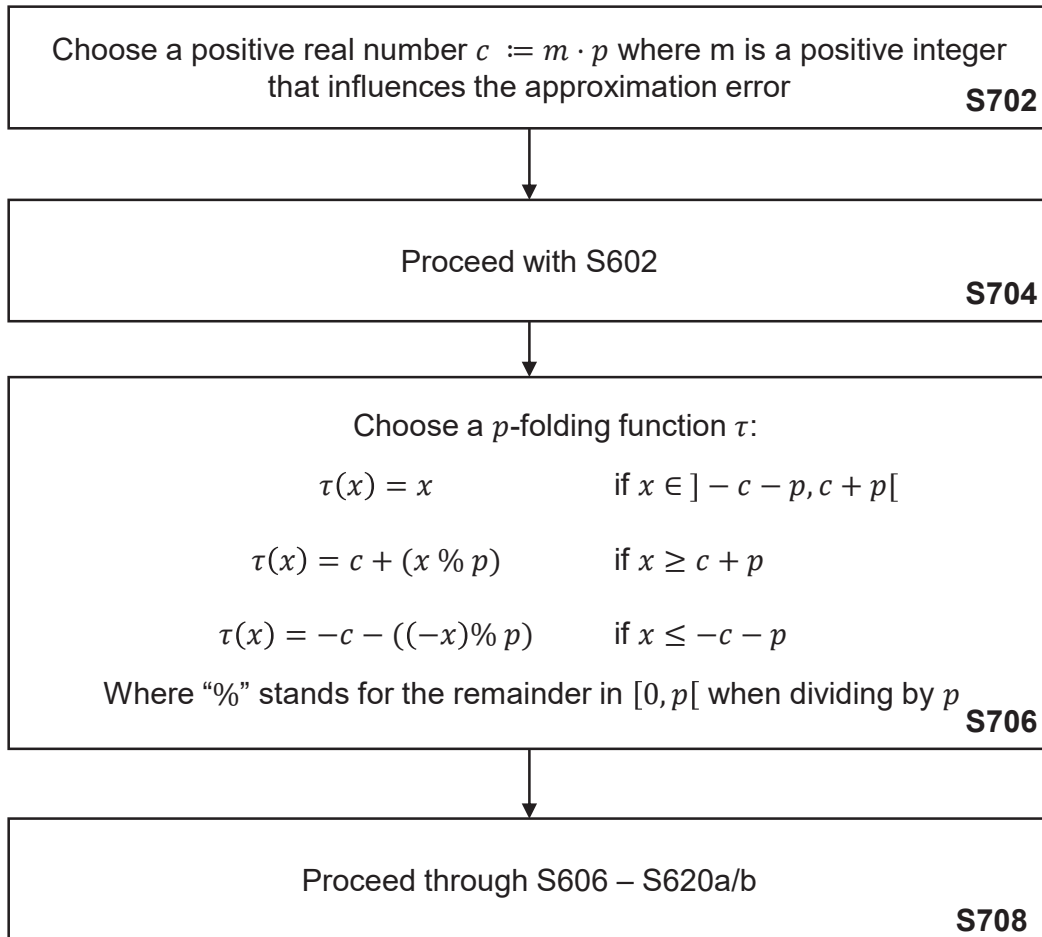 Choose a positive real number 𝑐 := 𝑚 · 𝑝 where m is a positive integer
that influences the approximation error
S702
Proceed with S602
S704
Choose a 𝑝-folding function 𝜏:
𝜏(𝑥) = 𝑥 if 𝑥 ∈ ] − 𝑐 − 𝑝, 𝑐 + 𝑝[
𝜏(𝑥) = 𝑐 + (𝑥 % 𝑝) if 𝑥 ≥ 𝑐 + 𝑝
𝜏(𝑥) = −𝑐 − ((−𝑥)% 𝑝) if 𝑥 ≤ −𝑐 − 𝑝
Where “%” stands for the remainder in [0, 𝑝[ when dividing by 𝑝
S706
Proceed through S606 – S620a/b
S708